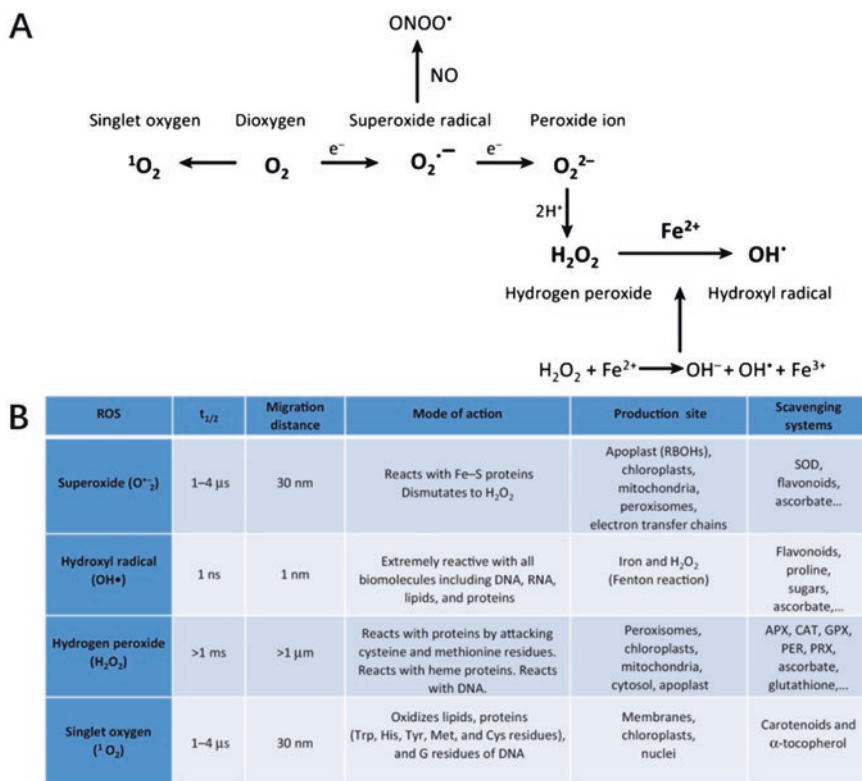 A
ONOO•
NO
Singlet oxygen Dioxygen Superoxide radical Peroxide ion
¹O₂ O₂ e⁻ O₂•⁻ e⁻ O₂²⁻
2H⁺
Fe²⁺
H₂O₂ OH•
Hydrogen peroxide Hydroxyl radical
H₂O₂ + Fe²⁺ → OH⁻ + OH• + Fe³⁺
B
ROS
t₁/₂
Migration
distance
Mode of action
Production site
Scavenging
systems
Superoxide (O•⁻₂)
1–4 µs
30 nm
Reacts with Fe–S proteins
Dismutates to H₂O₂
Apoplast (RBOHs),
chloroplasts,
mitochondria,
peroxisomes,
electron transfer chains
SOD,
flavonoids,
ascorbate...
Hydroxyl radical
(OH•)
1 ns
1 nm
Extremely reactive with all
biomolecules including DNA, RNA,
lipids, and proteins
Iron and H₂O₂
(Fenton reaction)
Flavonoids,
proline,
sugars,
ascorbate,...
Hydrogen peroxide
(H₂O₂)
>1 ms
>1 µm
Reacts with proteins by attacking
cysteine and methionine residues.
Reacts with heme proteins. Reacts
with DNA.
Peroxisomes,
chloroplasts,
mitochondria,
cytosol, apoplast
APX, CAT, GPX,
PER, PRX,
ascorbate,
glutathione,...
Singlet oxygen
(¹ O₂)
1–4 µs
30 nm
Oxidizes lipids, proteins
(Trp, His, Tyr, Met, and Cys residues),
and G residues of DNA
Membranes,
chloroplasts,
nuclei
Carotenoids and
α-tocopherol